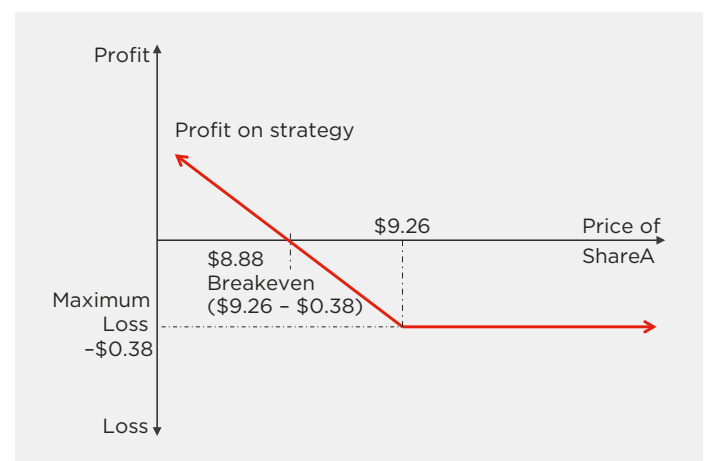 Profit
Profit on strategy
$9.26
Price of
ShareA
$8.88
Breakeven
($9.26 – $0.38)
Maximum
Loss
–$0.38
Loss